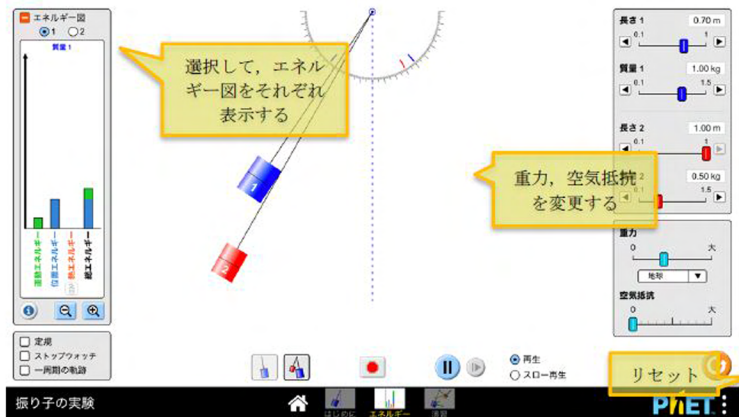 エネルギー図
1 2
質量 1
運動エネルギー
位置エネルギー
熱エネルギー
総エネルギー
定規
ストップウォッチ
一周期の軌跡
選択して，エネル
ギー図をそれぞれ
表示する
1
2
重力，空気抵抗
を変更する
長さ 1 0.70 m
0.1 1
質量 1 1.00 kg
0.1 1.5
長さ 2 1.00 m
0.1 1
2 0.50 kg
0.1 1.5
重力
0 大
地球
空気抵抗
0 大
再生
スロー再生
リセット
振り子の実験
はじめに
エネルギー
PhET